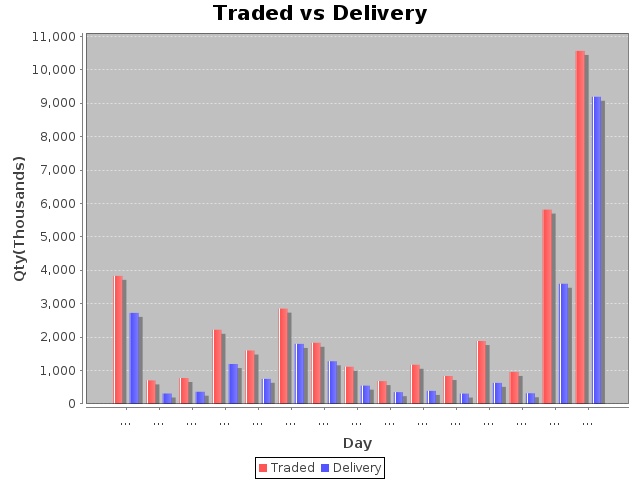 Traded vs Delivery
11,000
10,000
9,000
8,000
7,000
6,000
5,000
4,000
3,000
2,000
1,000
0
Qty(Thousands)
... ... ... ... ... ... ... ... ... ... ... ... ... ... ...
Day
Traded Delivery